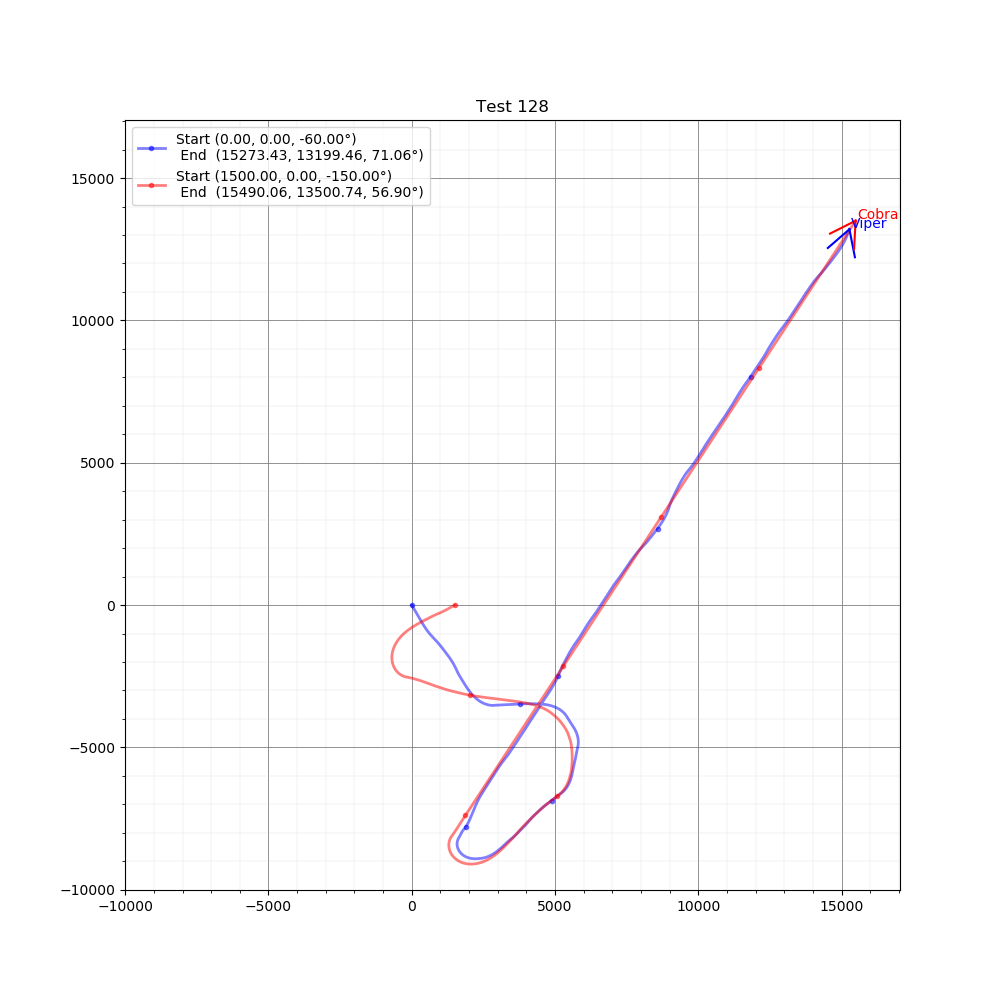 Test 128
Start (0.00, 0.00, -60.00°)
End (15273.43, 13199.46, 71.06°)
Start (1500.00, 0.00, -150.00°)
End (15490.06, 13500.74, 56.90°)
Cobra
Viper
15000
10000
5000
0
−5000
−10000
−10000 −5000 0 5000 10000 15000